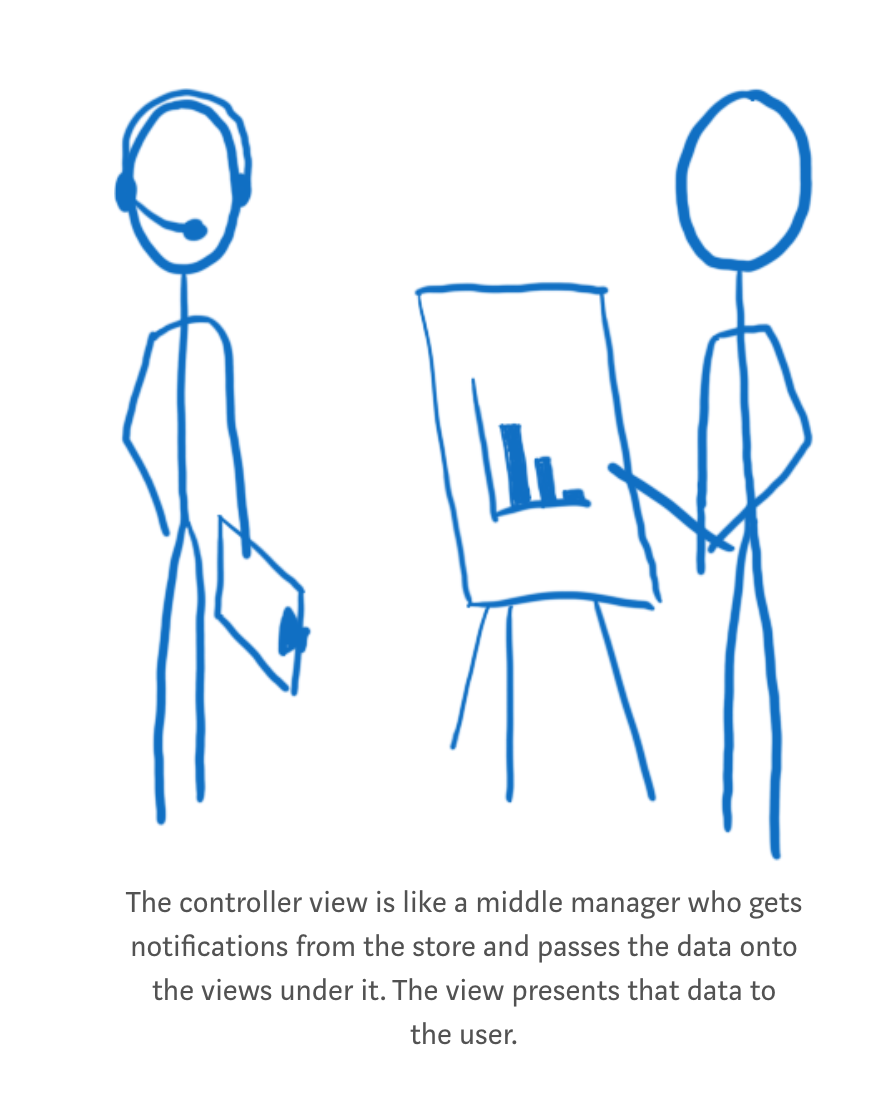 The controller view is like a middle manager who gets
notifications from the store and passes the data onto
the views under it. The view presents that data to
the user.